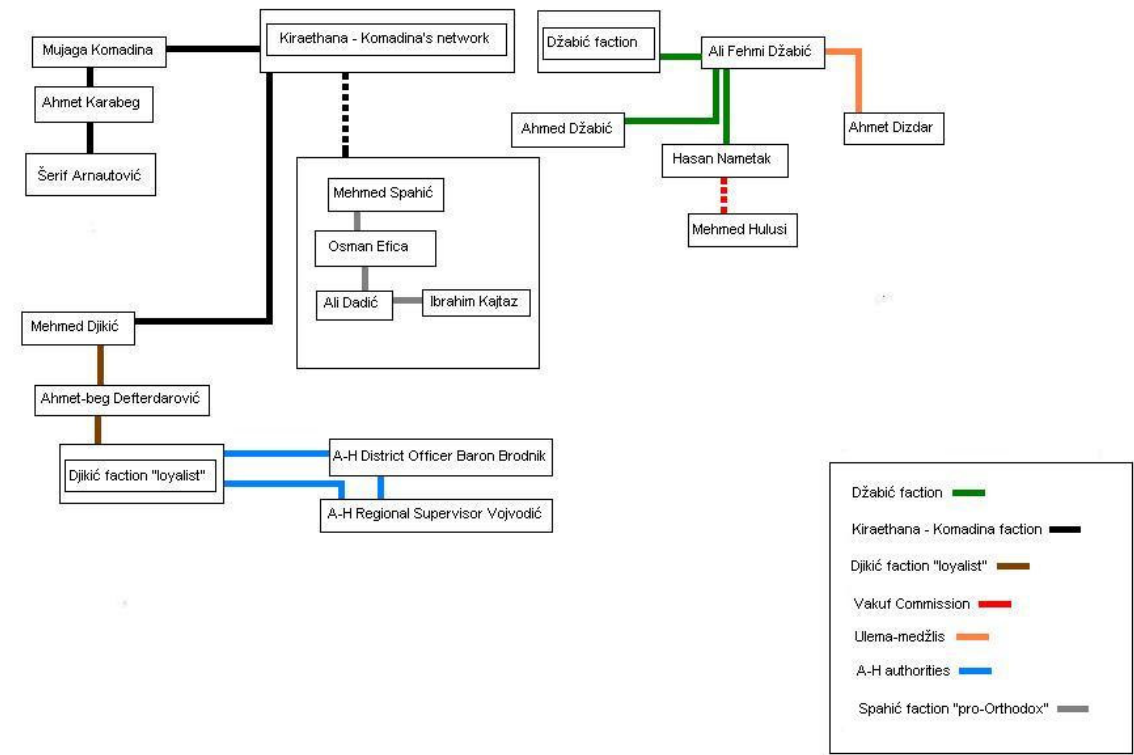 Mujaga Komadina
Kiraethana - Komadina's network
Džabić faction
Ali Fehmi Džabić
Ahmet Karabeg
Ahmed Džabić
Ahmet Dizdar
Šerif Arnautović
Hasan Nametak
Mehmed Spahić
Mehmed Hulusi
Osman Efica
Ali Dadić
Ibrahim Kajtaz
Mehmed Djikić
Ahmet-beg Defterdarović
Djikić faction "loyalist"
A-H District Officer Baron Brodnik
A-H Regional Supervisor Vojvodić
Džabić faction
Kiraethana - Komadina faction
Djikić faction "loyalist"
Vakuf Commission
Ulema-medžlis
A-H authorities
Spahić faction "pro-Orthodox"